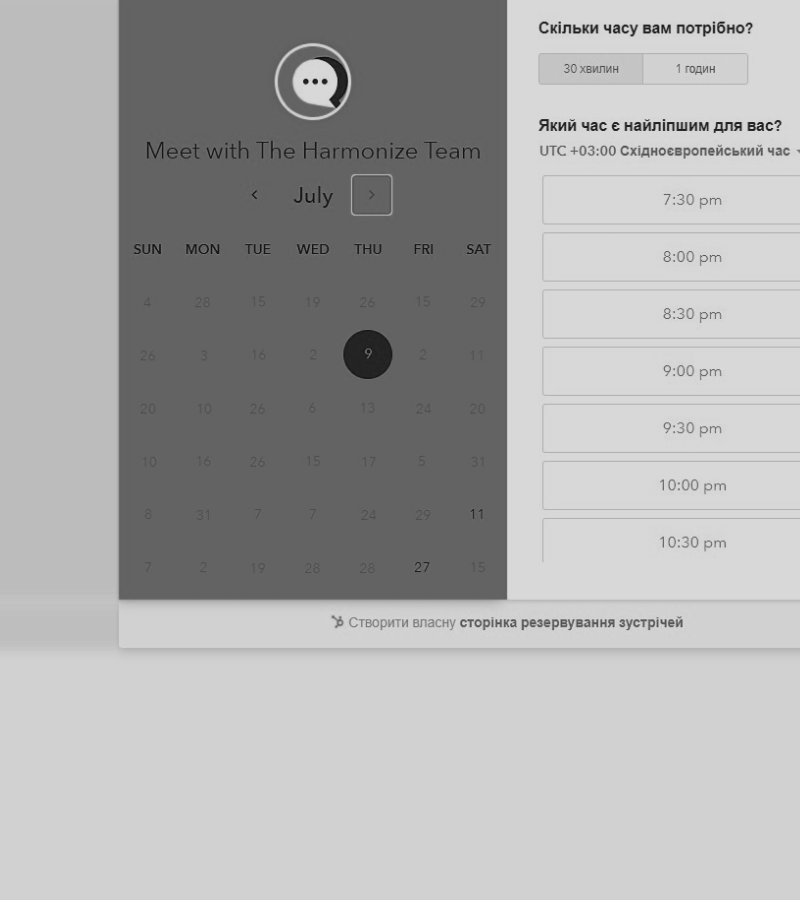 Meet with The Harmonize Team
July
SUN MON TUE WED THU FRI SAT
4 28 15 19 26 15 29
26 3 16 2 9 2 11
20 10 26 6 13 24 20
10 16 26 15 17 5 31
8 31 7 7 24 29 11
7 2 19 28 28 27 15
Скільки часу вам потрібно?
30 хвилин 1 годин
Який час є найліпшим для вас?
UTC +03:00 Східноєвропейський час
7:30 pm
8:00 pm
8:30 pm
9:00 pm
9:30 pm
10:00 pm
10:30 pm
Створити власну сторінка резервування зустрічей